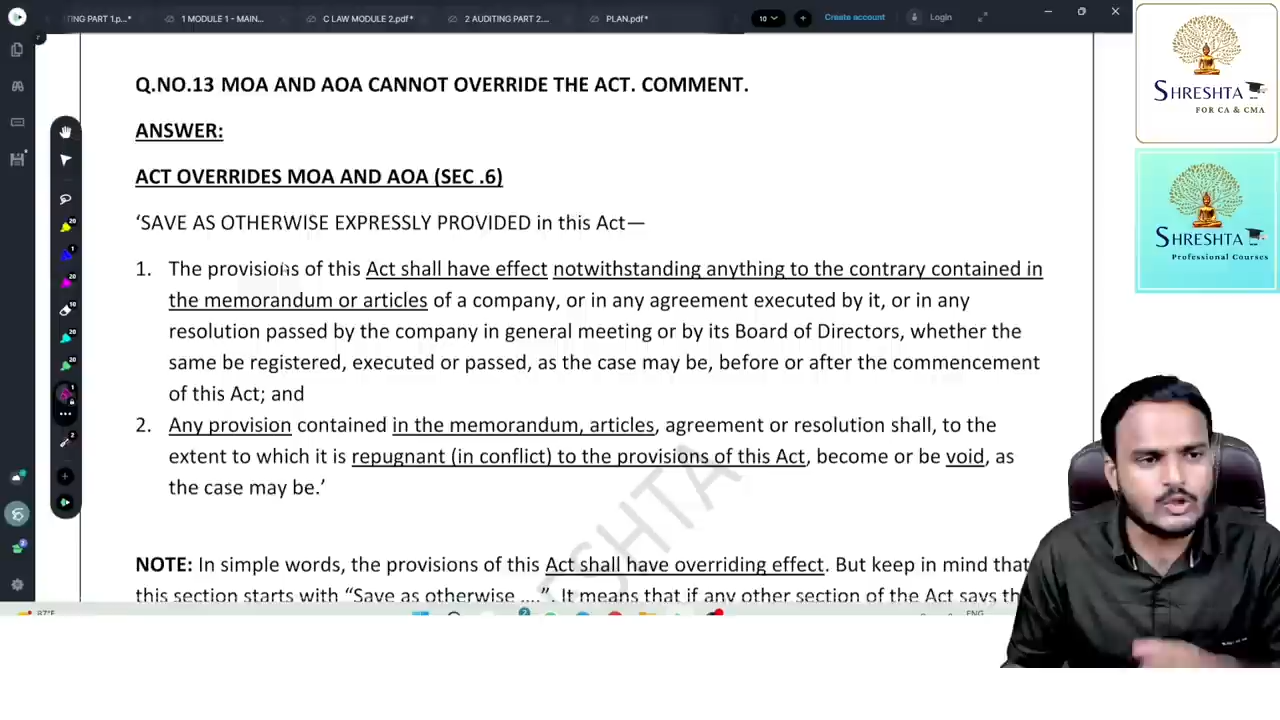 TING PART 1.p...*
1 MODULE 1 - MAIN...
C LAW MODULE 2.pdf*
2 AUDITING PART 2....
PLAN.pdf*
10
Create account
Login
Q.NO.13 MOA AND AOA CANNOT OVERRIDE THE ACT. COMMENT.
ANSWER:
ACT OVERRIDES MOA AND AOA (SEC .6)
‘SAVE AS OTHERWISE EXPRESSLY PROVIDED in this Act—
1. The provisions of this Act shall have effect notwithstanding anything to the contrary contained in
the memorandum or articles of a company, or in any agreement executed by it, or in any
resolution passed by the company in general meeting or by its Board of Directors, whether the
same be registered, executed or passed, as the case may be, before or after the commencement
of this Act; and
2. Any provision contained in the memorandum, articles, agreement or resolution shall, to the
extent to which it is repugnant (in conflict) to the provisions of this Act, become or be void, as
the case may be.’
NOTE: In simple words, the provisions of this Act shall have overriding effect. But keep in mind that
this section starts with “Save as otherwise ....”. It means that if any other section of the Act says th
SHRESHTA
FOR CA & CMA
SHRESHTA
Professional Courses
ESHTA
87°F
ENG